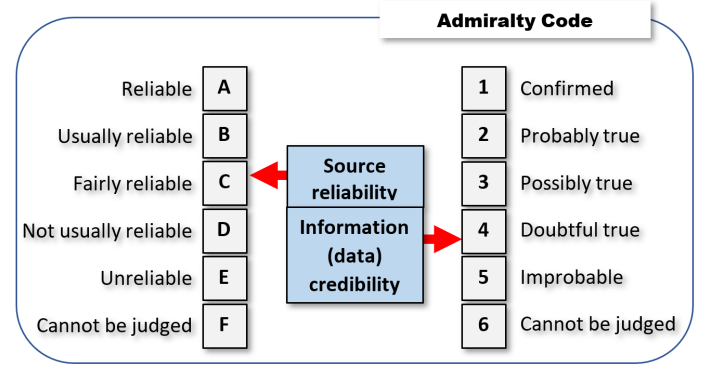 Admiralty Code
Reliable A
Usually reliable B
Fairly reliable C
Not usually reliable D
Unreliable E
Cannot be judged F
Source
reliability
Information
(data)
credibility
1 Confirmed
2 Probably true
3 Possibly true
4 Doubtful true
5 Improbable
6 Cannot be judged